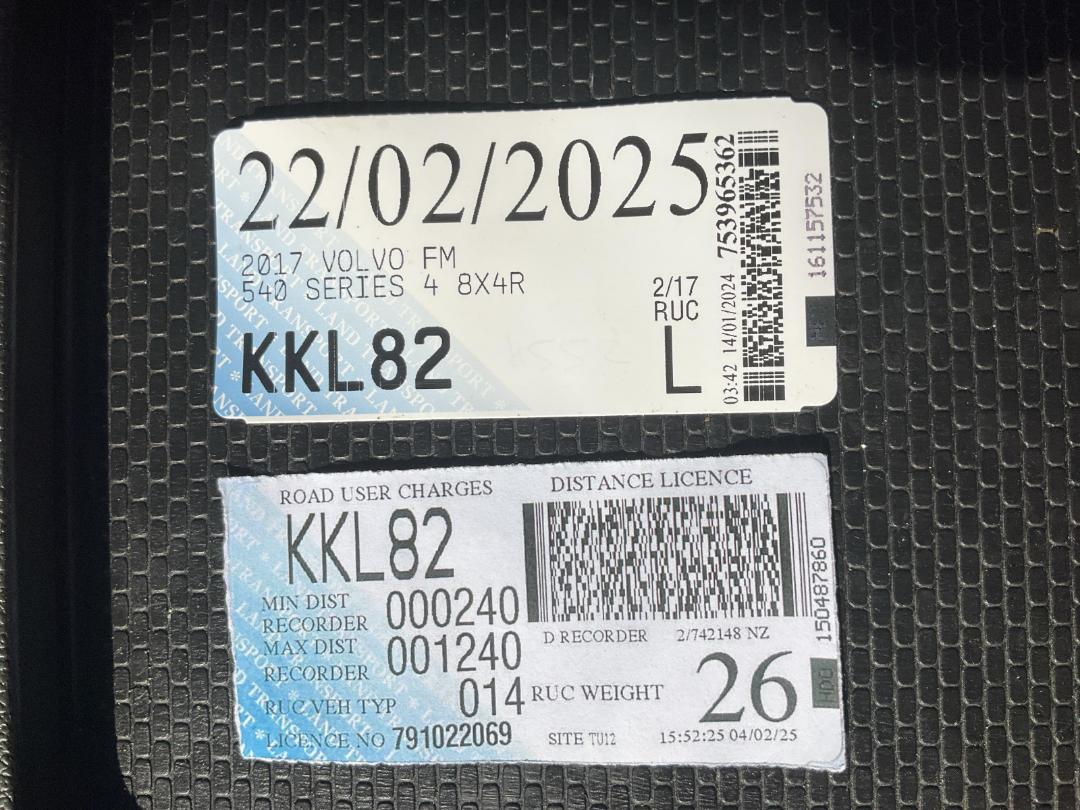 22/02/2025
2017 VOLVO FM
540 SERIES 4 8X4R
2/17
RUC
KKL82
L
03:42 14/01/2024 753965362
161157532
ROAD USER CHARGES
DISTANCE LICENCE
KKL82
MIN DIST
RECORDER 000240
D RECORDER 2/742148 NZ
MAX DIST
RECORDER 001240
RUC VEH TYP 014
RUC WEIGHT 26
LICENCE NO 791022069
SITE TU12 15:52:25 04/02/25
150487860